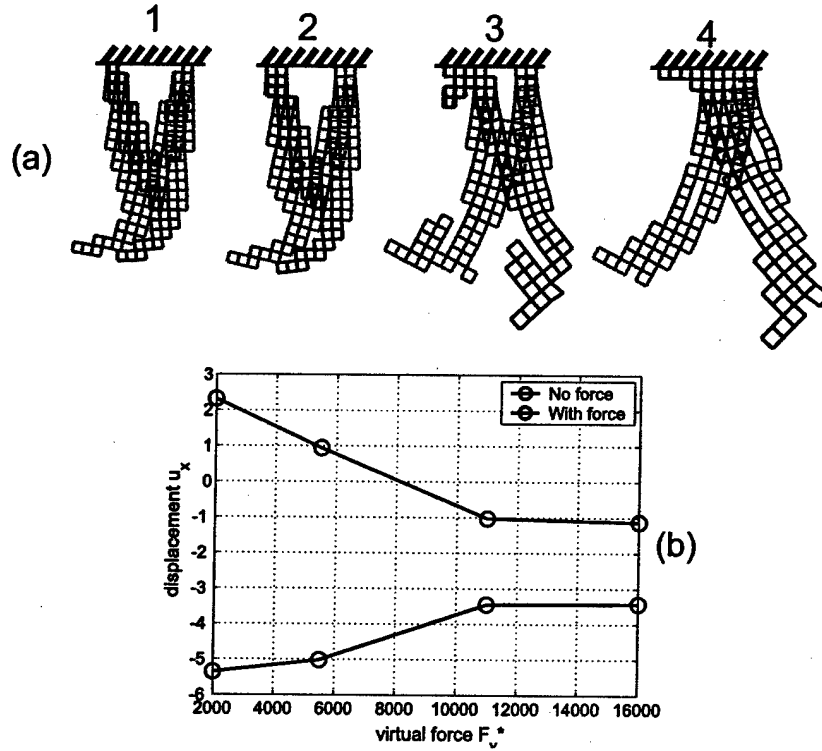 1 2 3 4
(a)
3
2
1
0
-1
-2
-3
-4
-5
-6
displacement u_x
No force
With force
(b)
2000 4000 6000 8000 10000 12000 14000 16000
virtual force F_v*